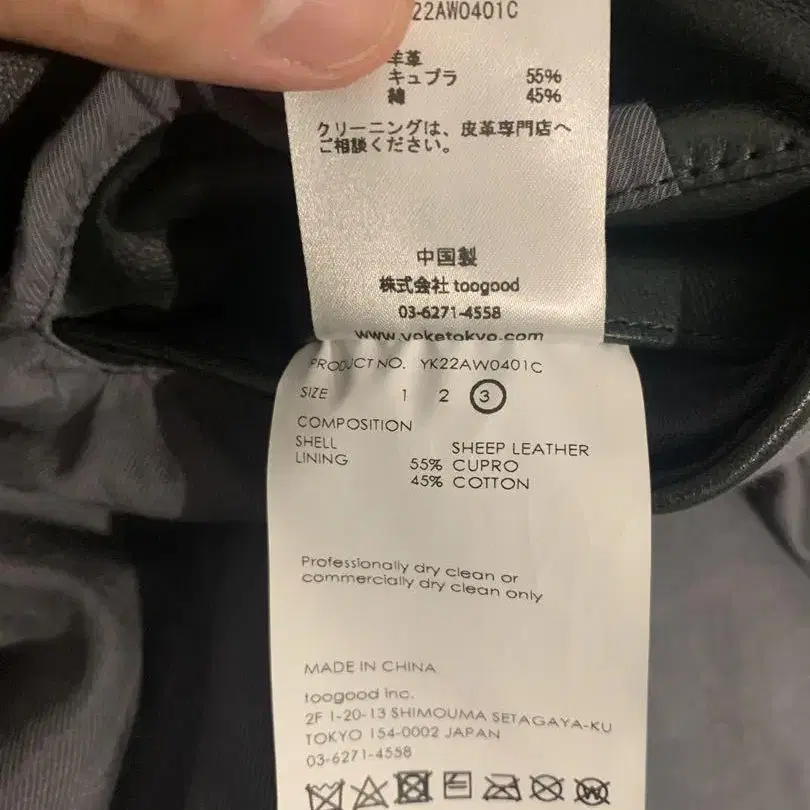 22AW0401C
羊革
キュプラ 55%
綿 45%
クリーニングは、皮革専門店へ
ご相談ください。
中国製
株式会社 toogood
03-6271-4558
www.yoketokyo.com
PRODUCT NO. YK22AW0401C
SIZE 1 2 3
COMPOSITION
SHELL SHEEP LEATHER
LINING 55% CUPRO
45% COTTON
Professionally dry clean or
commercially dry clean only
MADE IN CHINA
toogood inc.
2F 1-20-13 SHIMOUMA SETAGAYA-KU
TOKYO 154-0002 JAPAN
03-6271-4558
W